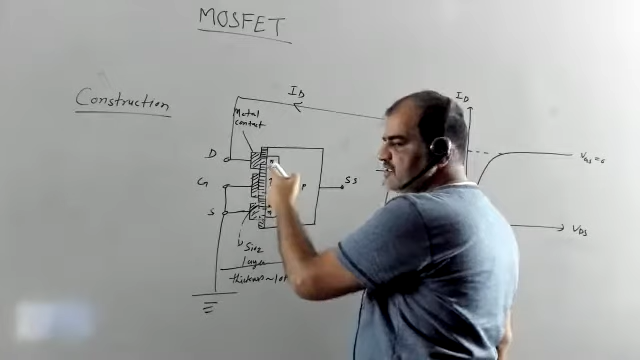 MOSFET
Construction
ID
ID
Metal
contact
D
G
S
n
n
P
SS
SiO2
layer
thickness ~
VGS = 0
VDS